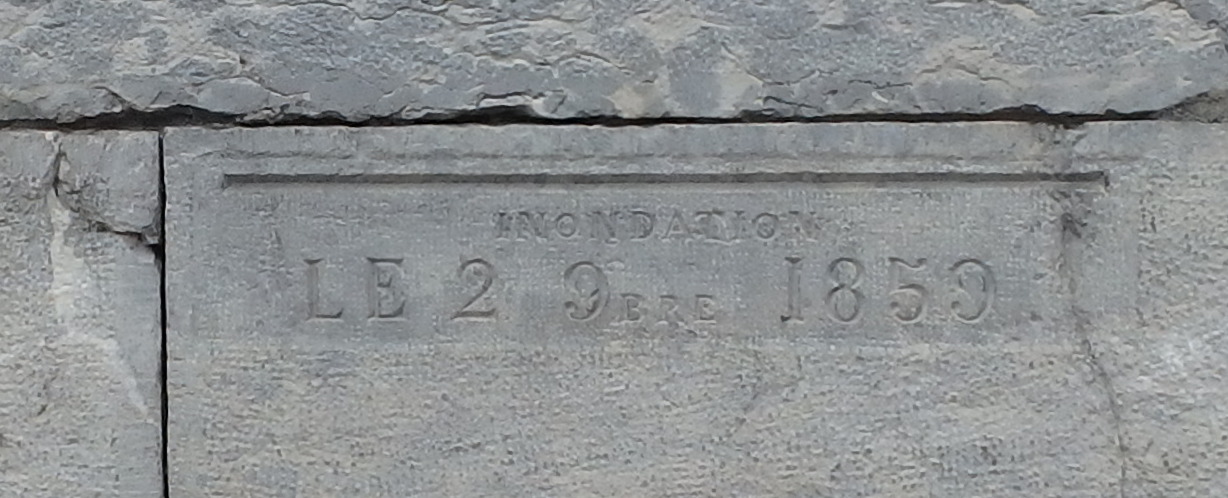 INONDATION
LE 2 9BRE 1859